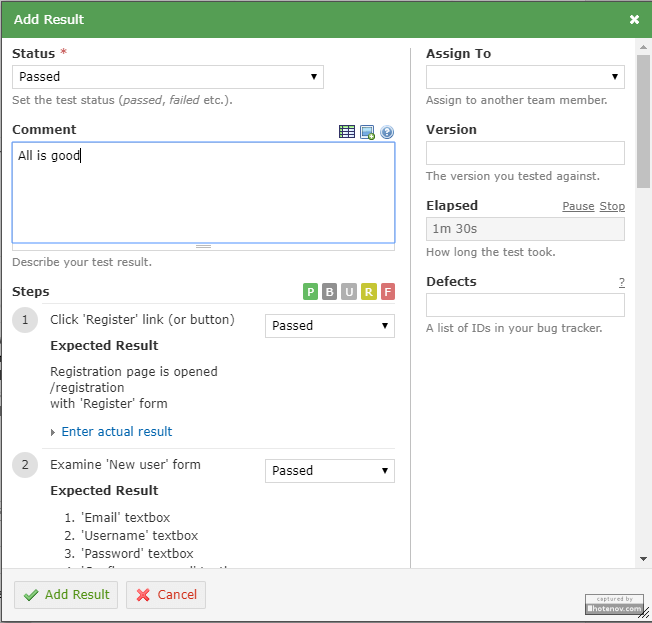 Add Result
Status *
Passed
Set the test status (passed, failed etc.).
Comment
All is good
Describe your test result.
Steps
P B U R F
1 Click 'Register' link (or button)
Passed
Expected Result
Registration page is opened
/registration
with 'Register' form
Enter actual result
2 Examine 'New user' form
Passed
Expected Result
1. 'Email' textbox
2. 'Username' textbox
3. 'Password' textbox
Assign To
Assign to another team member.
Version
The version you tested against.
Elapsed Pause Stop
1m 30s
How long the test took.
Defects ?
A list of IDs in your bug tracker.
Add Result Cancel
captured by